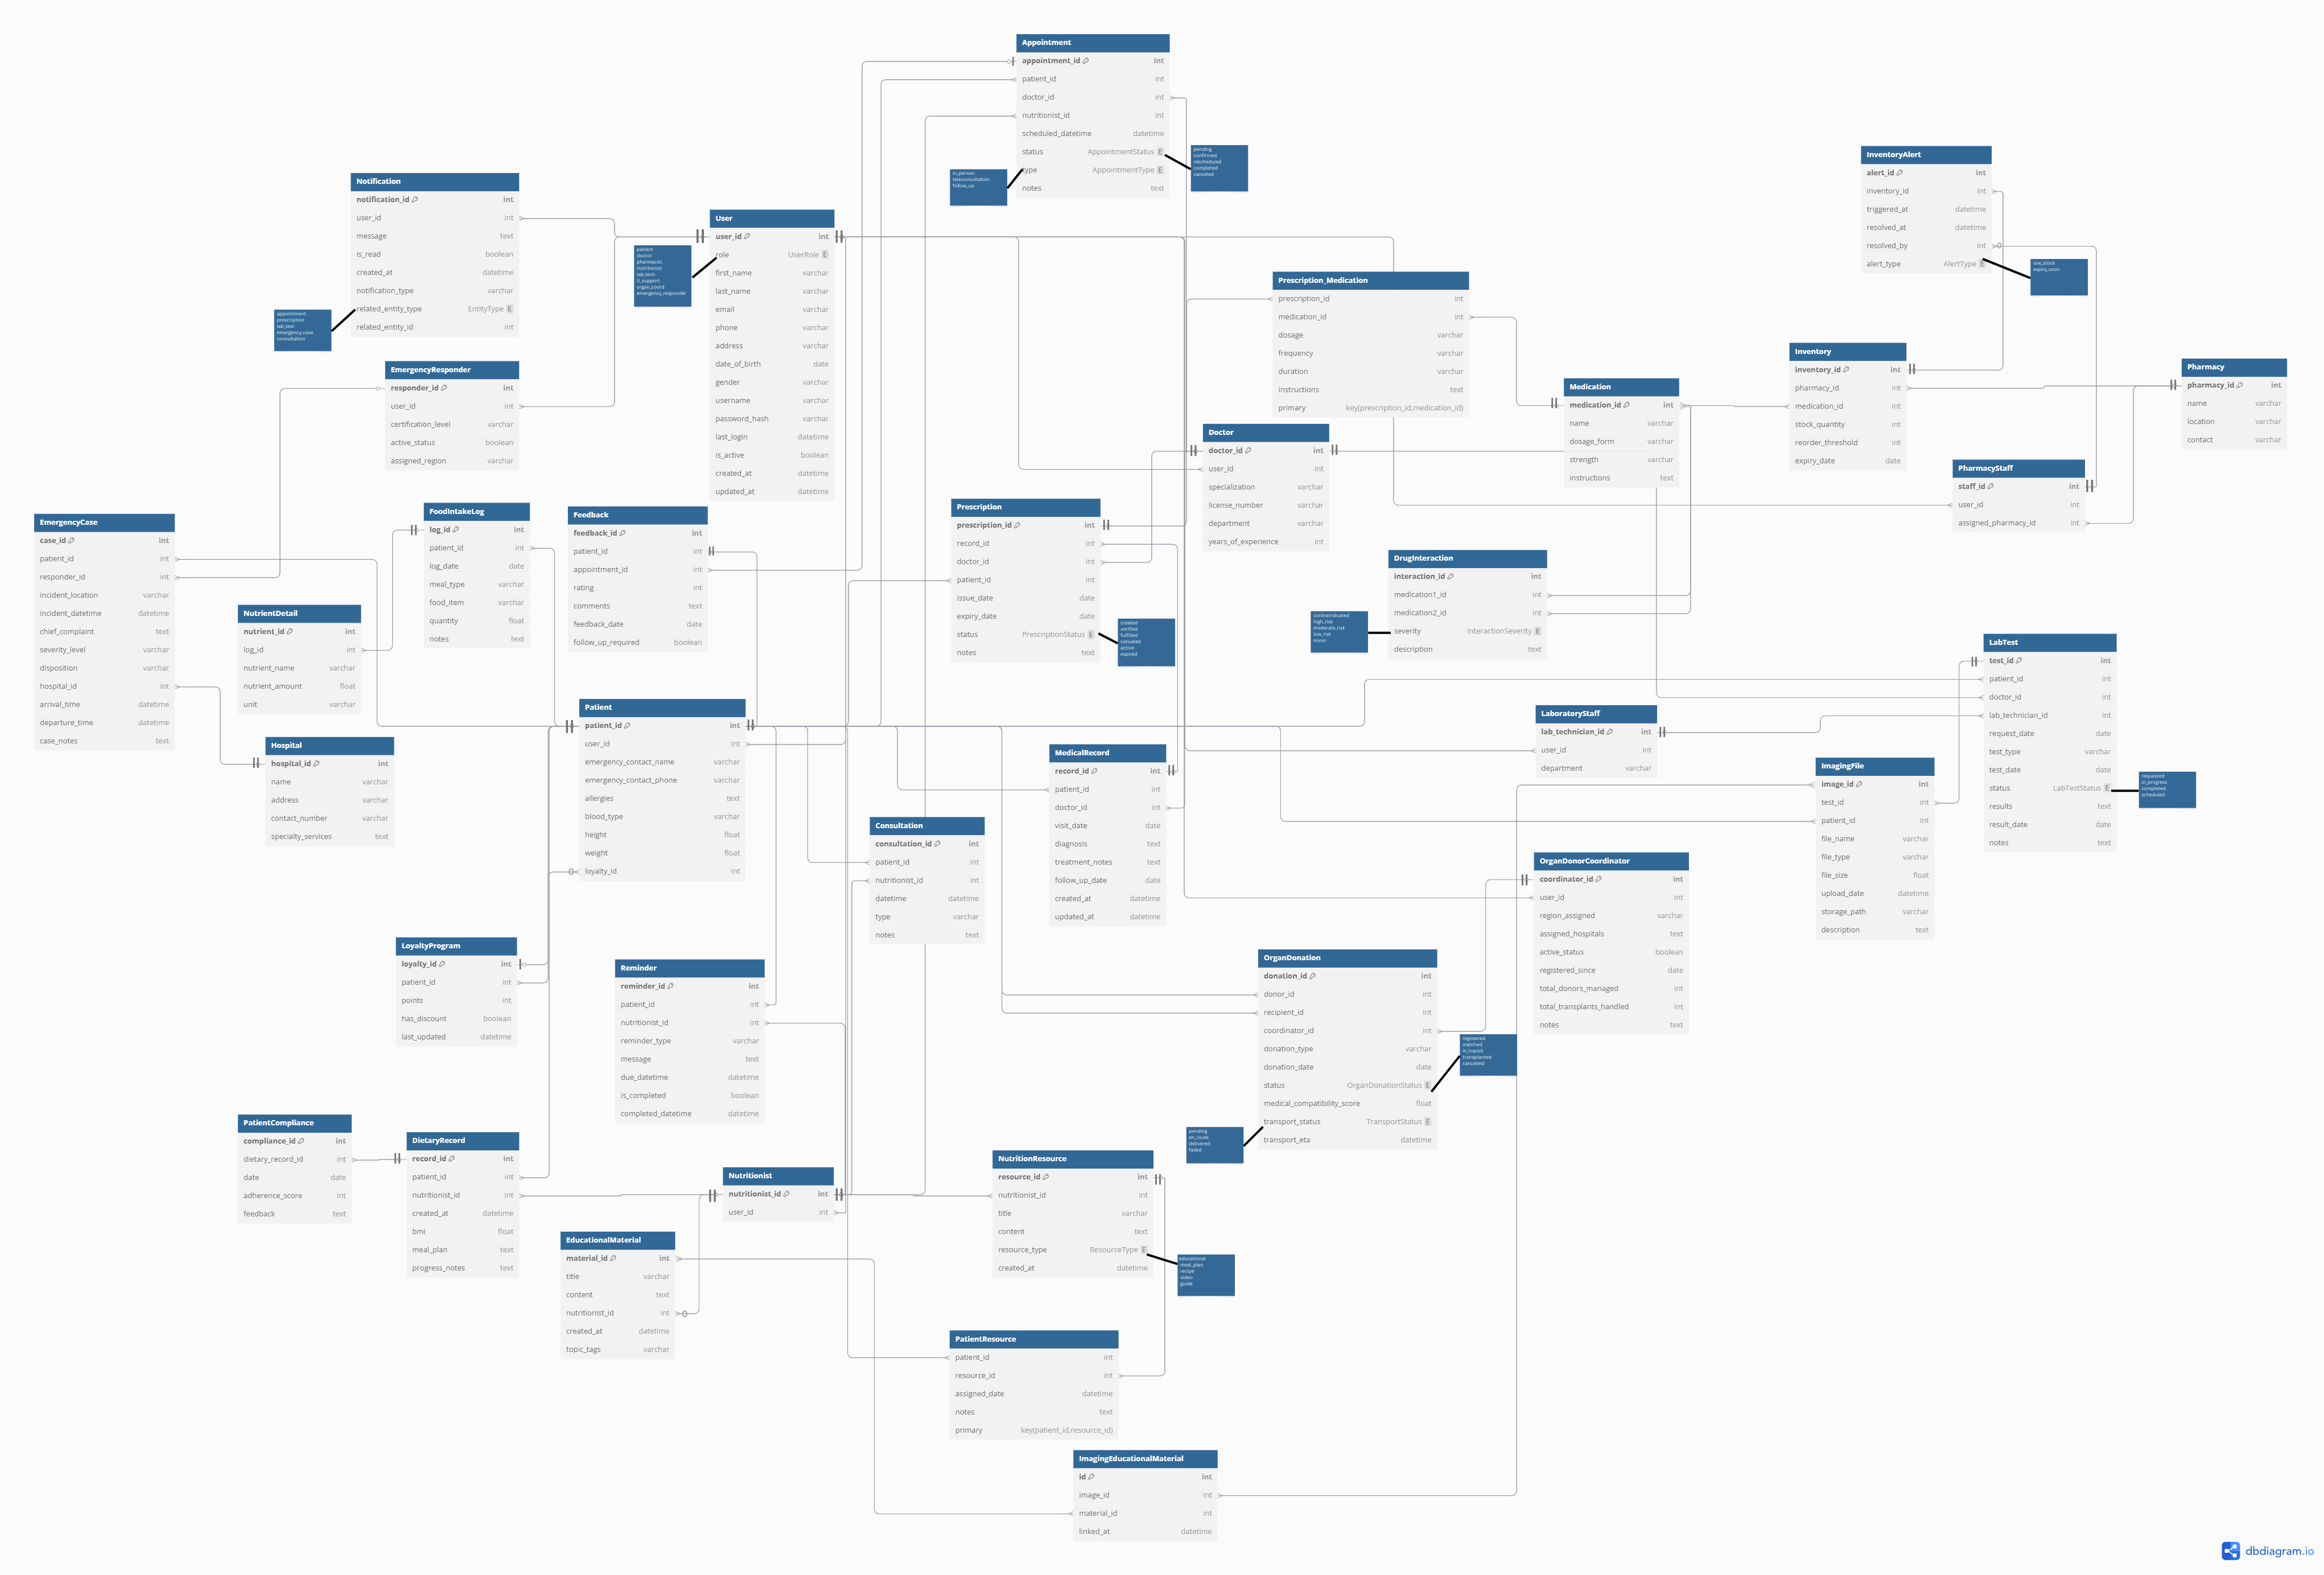 Appointment
appointment_id int
patient_id int
doctor_id int
nutritionist_id int
scheduled_datetime datetime
status AppointmentStatus E
type AppointmentType E
notes text
pending
confirmed
rescheduled
completed
canceled
in_person
teleconsultation
follow_up
InventoryAlert
alert_id int
inventory_id int
triggered_at datetime
resolved_at datetime
resolved_by int
alert_type AlertType E
low_stock
expiry_soon
Notification
notification_id int
user_id int
message text
is_read boolean
created_at datetime
notification_type varchar
related_entity_type EntityType E
related_entity_id int
appointment
prescription
lab_test
emergency_case
consultation
User
user_id int
role UserRole E
first_name varchar
last_name varchar
email varchar
phone varchar
address varchar
date_of_birth date
gender varchar
username varchar
password_hash varchar
last_login datetime
is_active boolean
created_at datetime
updated_at datetime
patient
doctor
pharmacist
nutritionist
lab_tech
it_support
organ_coord
emergency_responder
Prescription_Medication
prescription_id int
medication_id int
dosage varchar
frequency varchar
duration varchar
instructions text
primary key(prescription_id,medication_id)
Inventory
inventory_id int
pharmacy_id int
medication_id int
stock_quantity int
reorder_threshold int
expiry_date date
Pharmacy
pharmacy_id int
name varchar
location varchar
contact varchar
EmergencyResponder
responder_id int
user_id int
certification_level varchar
active_status boolean
assigned_region varchar
Medication
medication_id int
name varchar
dosage_form varchar
strength varchar
instructions text
Doctor
doctor_id int
user_id int
specialization varchar
license_number varchar
department varchar
years_of_experience int
PharmacyStaff
staff_id int
user_id int
assigned_pharmacy_id int
EmergencyCase
case_id int
patient_id int
responder_id int
incident_location varchar
incident_datetime datetime
chief_complaint text
severity_level varchar
disposition varchar
hospital_id int
arrival_time datetime
departure_time datetime
case_notes text
FoodIntakeLog
log_id int
patient_id int
log_date date
meal_type varchar
food_item varchar
quantity float
notes text
Feedback
feedback_id int
patient_id int
appointment_id int
rating int
comments text
feedback_date date
follow_up_required boolean
Prescription
prescription_id int
record_id int
doctor_id int
patient_id int
issue_date date
expiry_date date
status PrescriptionStatus E
notes text
created
verified
fulfilled
canceled
active
expired
DrugInteraction
interaction_id int
medication1_id int
medication2_id int
severity InteractionSeverity E
description text
contraindicated
high_risk
moderate_risk
low_risk
minor
NutrientDetail
nutrient_id int
log_id int
nutrient_name varchar
nutrient_amount float
unit varchar
LabTest
test_id int
patient_id int
doctor_id int
lab_technician_id int
request_date date
test_type varchar
test_date date
status LabTestStatus E
results text
result_date date
notes text
requested
in_progress
completed
scheduled
Patient
patient_id int
user_id int
emergency_contact_name varchar
emergency_contact_phone varchar
allergies text
blood_type varchar
height float
weight float
loyalty_id int
LaboratoryStaff
lab_technician_id int
user_id int
department varchar
Hospital
hospital_id int
name varchar
address varchar
contact_number varchar
specialty_services text
MedicalRecord
record_id int
patient_id int
doctor_id int
visit_date date
diagnosis text
treatment_notes text
follow_up_date date
created_at datetime
updated_at datetime
ImagingFile
image_id int
test_id int
patient_id int
file_name varchar
file_type varchar
file_size float
upload_date datetime
storage_path varchar
description text
Consultation
consultation_id int
patient_id int
nutritionist_id int
datetime datetime
type varchar
notes text
OrganDonorCoordinator
coordinator_id int
user_id int
region_assigned varchar
assigned_hospitals text
active_status boolean
registered_since date
total_donors_managed int
total_transplants_handled int
notes text
LoyaltyProgram
loyalty_id int
patient_id int
points int
has_discount boolean
last_updated datetime
Reminder
reminder_id int
patient_id int
nutritionist_id int
reminder_type varchar
message text
due_datetime datetime
is_completed boolean
completed_datetime datetime
OrganDonation
donation_id int
donor_id int
recipient_id int
coordinator_id int
donation_type varchar
donation_date date
status OrganDonationStatus E
medical_compatibility_score float
transport_status TransportStatus E
transport_eta datetime
registered
matched
in_transit
transplanted
cancelled
pending
en_route
delivered
failed
PatientCompliance
compliance_id int
dietary_record_id int
date date
adherence_score int
feedback text
DietaryRecord
record_id int
patient_id int
nutritionist_id int
created_at datetime
bmi float
meal_plan text
progress_notes text
Nutritionist
nutritionist_id int
user_id int
NutritionResource
resource_id int
nutritionist_id int
title varchar
content text
resource_type ResourceType E
created_at datetime
educational
meal_plan
recipe
video
guide
EducationalMaterial
material_id int
title varchar
content text
nutritionist_id int
created_at datetime
topic_tags varchar
PatientResource
patient_id int
resource_id int
assigned_date datetime
notes text
primary key(patient_id,resource_id)
ImagingEducationalMaterial
id int
image_id int
material_id int
linked_at datetime
dbdiagram.io